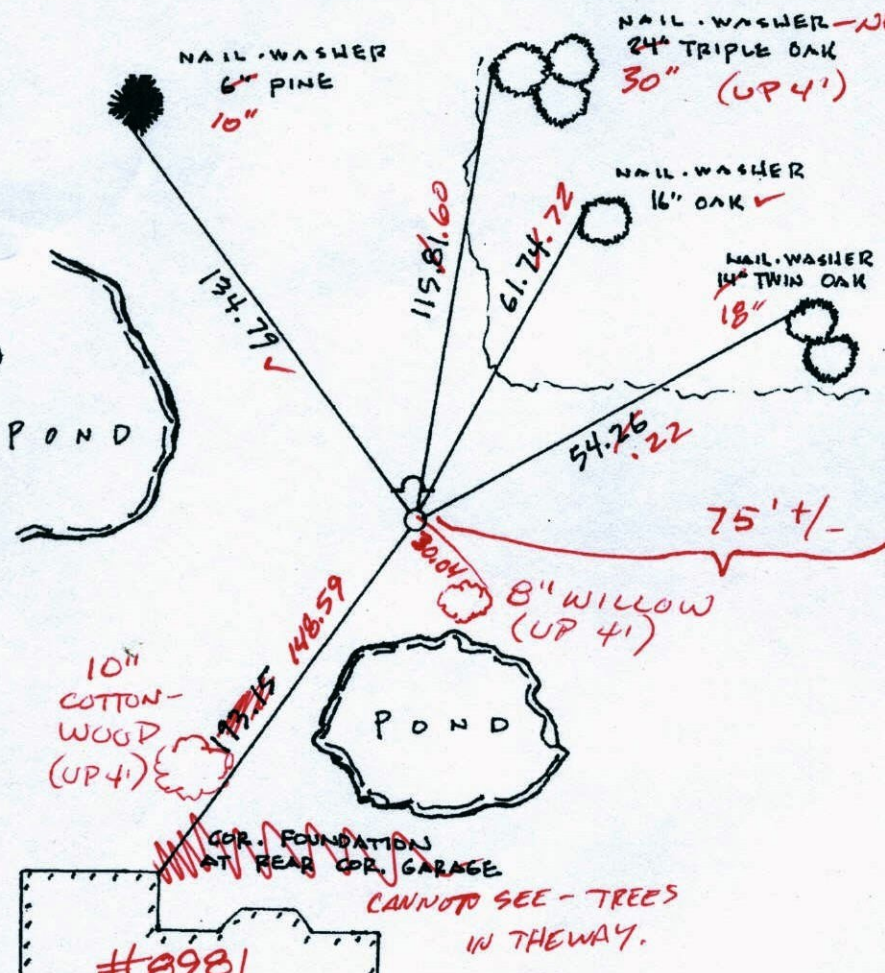 NAIL.WASHER
6" PINE
10"
NAIL.WASHER
24" TRIPLE OAK
30" (UP 4')
NAIL.WASHER
16" OAK ✓
NAIL.WASHER
14" TWIN OAK
18"
134.79 ✓
115.81 .60
61.74 .72
54.26 .22
POND
75' +/-
30.04
8" WILLOW
(UP 4')
148.59
173.15
10"
COTTON-
WOOD
(UP 4')
POND
COR. FOUNDATION
AT REAR COR. GARAGE
CANNOT SEE - TREES
IN THE WAY.